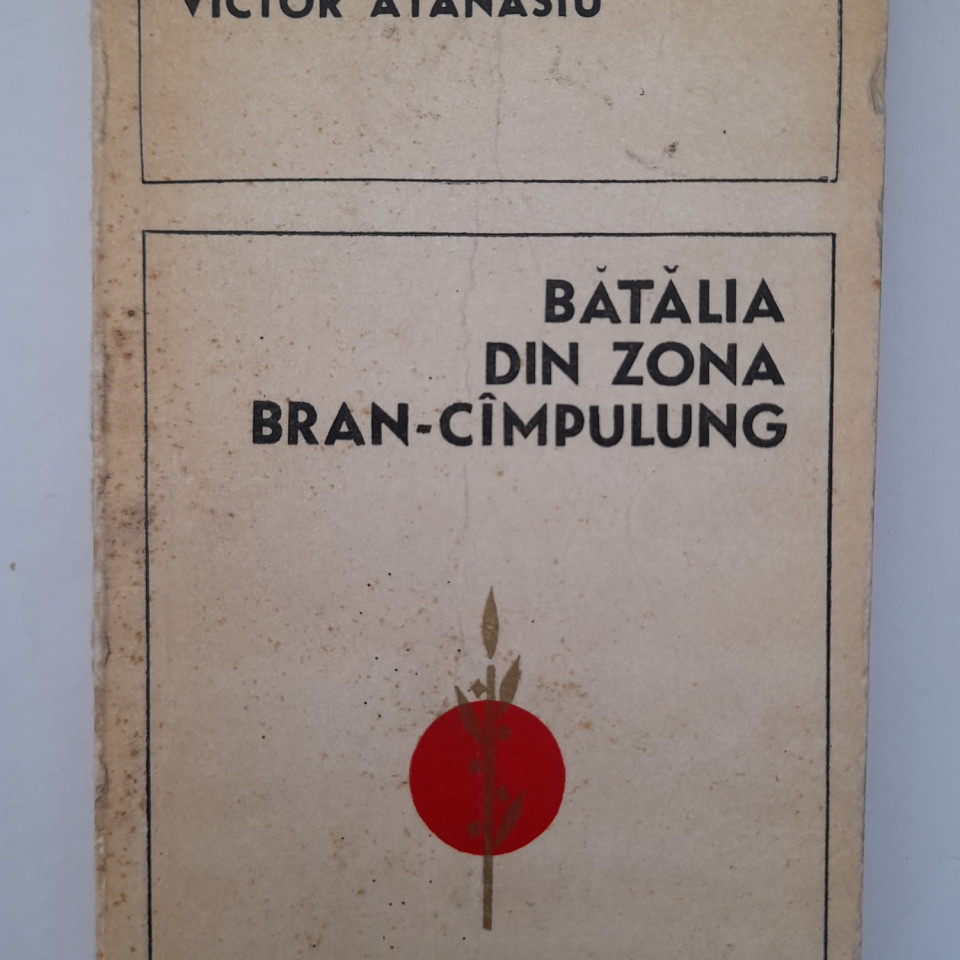 VICTOR ATANASIU
BĂTĂLIA
DIN ZONA
BRAN-CÎMPULUNG